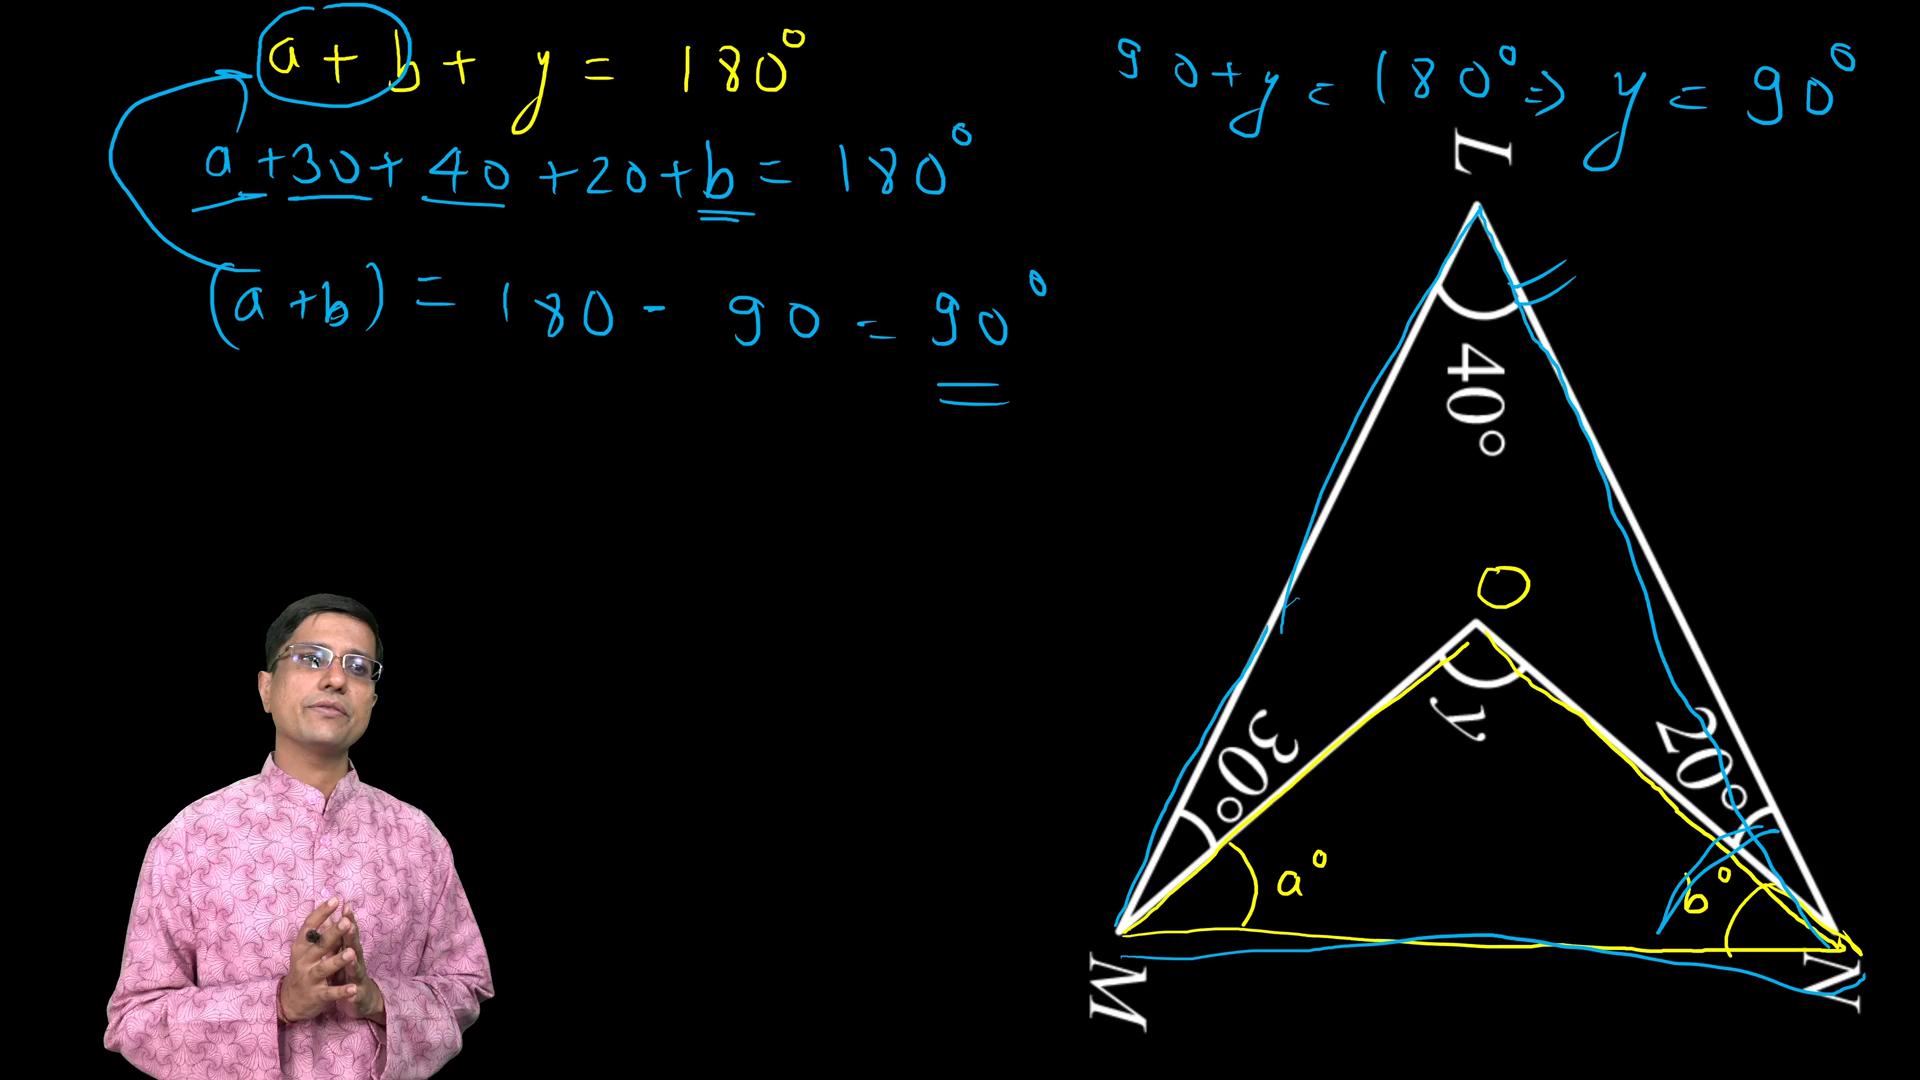 a + b + y = 180°
a + 30 + 40 + 20 + b = 180°
(a + b) = 180 - 90 = 90°
90 + y = 180° ⇒ y = 90°
L
40°
O
y
30°
20°
a°
b°
M
N